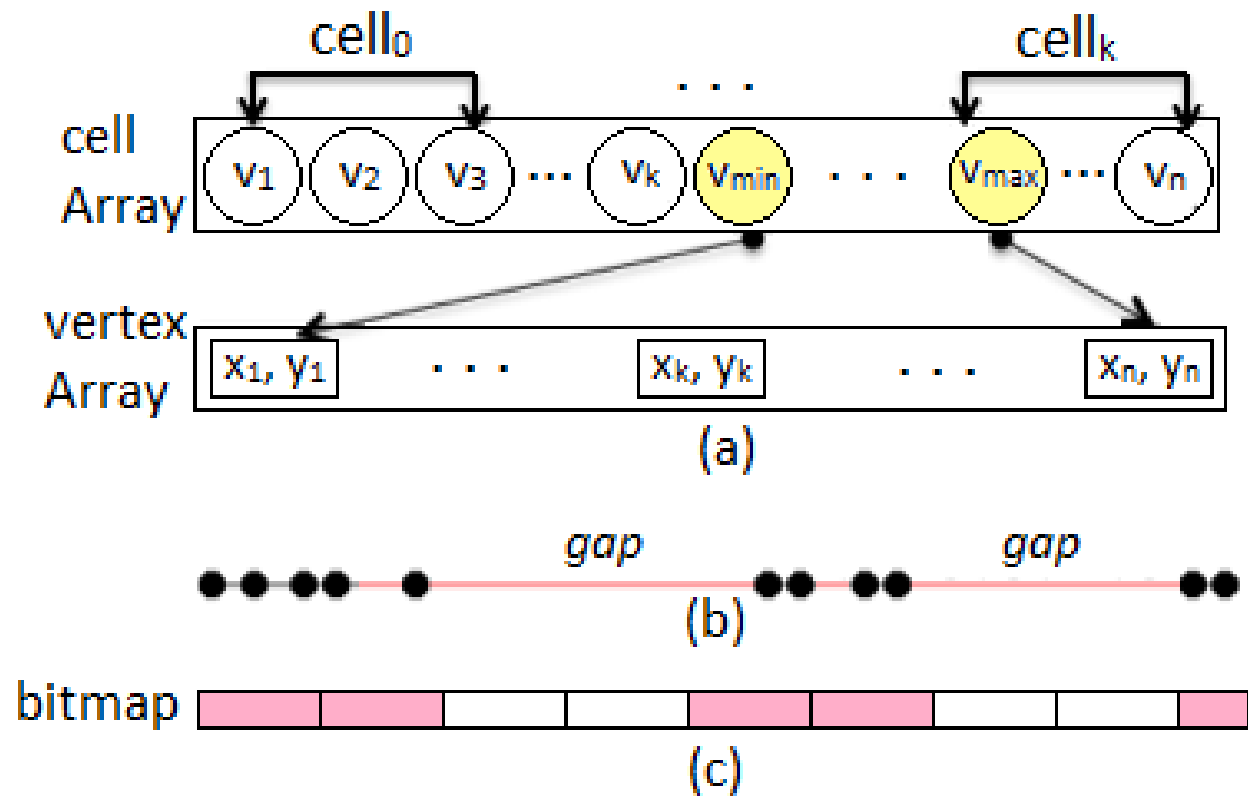 cell₀ cellₖ
. . .
cell Array
v₁ v₂ v₃ ... vₖ vₘᵢₙ . . . vₘₐₓ ... vₙ
vertex Array
x₁, y₁ . . . xₖ, yₖ . . . xₙ, yₙ
(a)
gap gap
(b)
bitmap
(c)